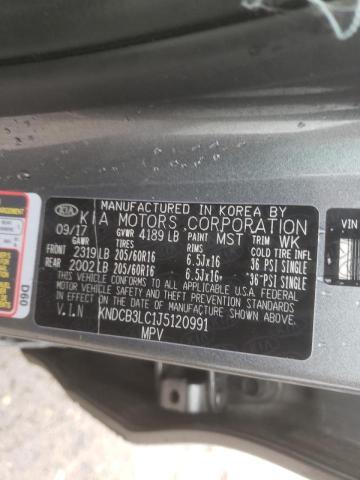 MANUFACTURED IN KOREA BY
KIA KIA MOTORS CORPORATION
09/17 GVWR 4189 LB PAINT MST TRIM WK
GAWR TIRES RIMS COLD TIRE INFL
FRONT 2319 LB 205/60R16 6.5Jx16 36 PSI SINGLE
REAR 2002 LB 205/60R16 6.5Jx16 36 PSI SINGLE
THIS VEHICLE CONFORMS TO ALL APPLICABLE U.S.A. FEDERAL
MOTOR VEHICLE SAFETY AND THEFT PREVENTION STANDARDS
IN EFFECT ON THE DATE OF MANUFACTURE SHOWN ABOVE.
V.I.N KNDCB3LC1J5120991
MPV
D60
VIN